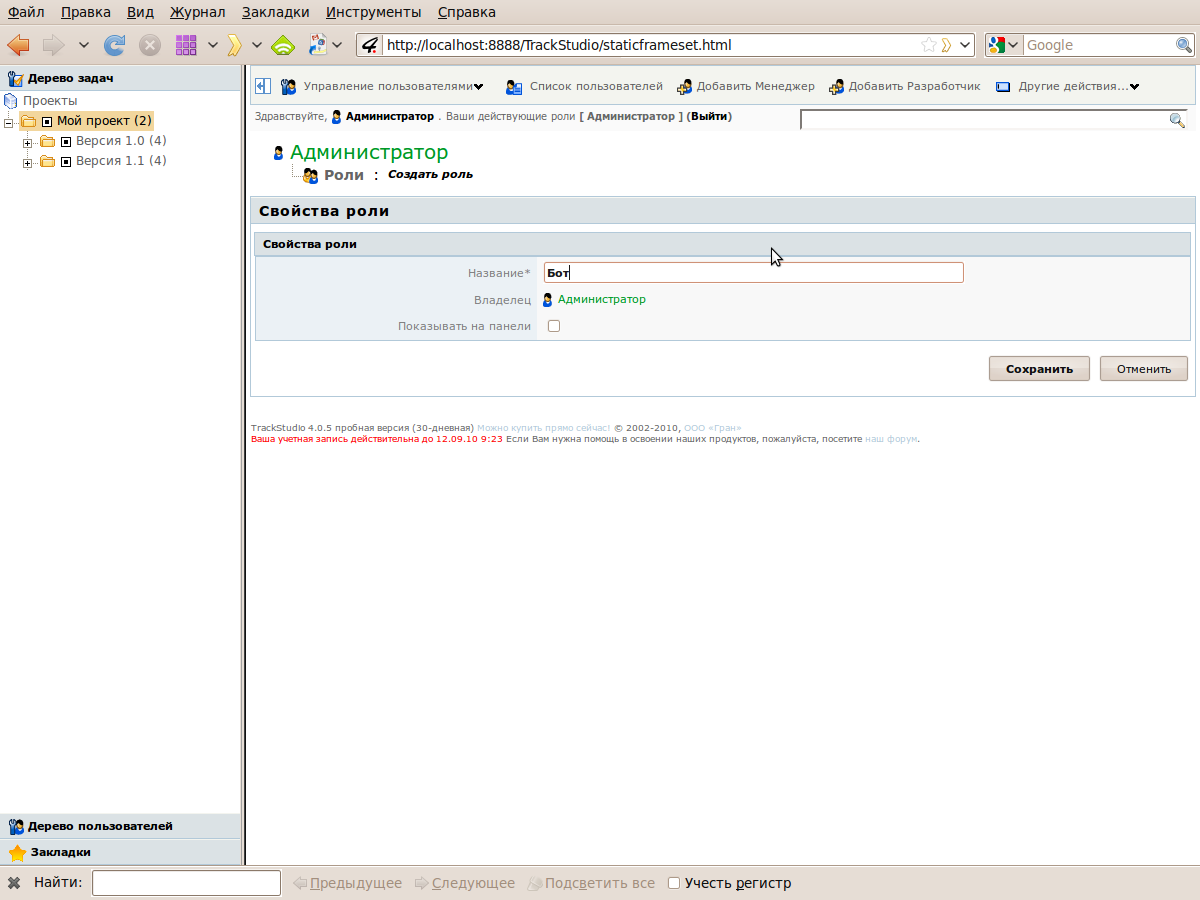 Файл Правка Вид Журнал Закладки Инструменты Справка
http://localhost:8888/TrackStudio/staticframeset.html Google
Дерево задач
Проекты
Мой проект (2)
Версия 1.0 (4)
Версия 1.1 (4)
Дерево пользователей
Закладки
Управление пользователями Список пользователей Добавить Менеджер Добавить Разработчик Другие действия...
Здравствуйте, Администратор . Ваши действующие роли [ Администратор ] (Выйти)
Администратор
Роли : Создать роль
Свойства роли
Свойства роли
Название* Бот
Владелец Администратор
Показывать на панели
Сохранить Отменить
TrackStudio 4.0.5 пробная версия (30-дневная) Можно купить прямо сейчас! © 2002-2010, ООО «Гран»
Ваша учетная запись действительна до 12.09.10 9:23 Если Вам нужна помощь в освоении наших продуктов, пожалуйста, посетите наш форум.
Найти: Предыдущее Следующее Подсветить все Учесть регистр